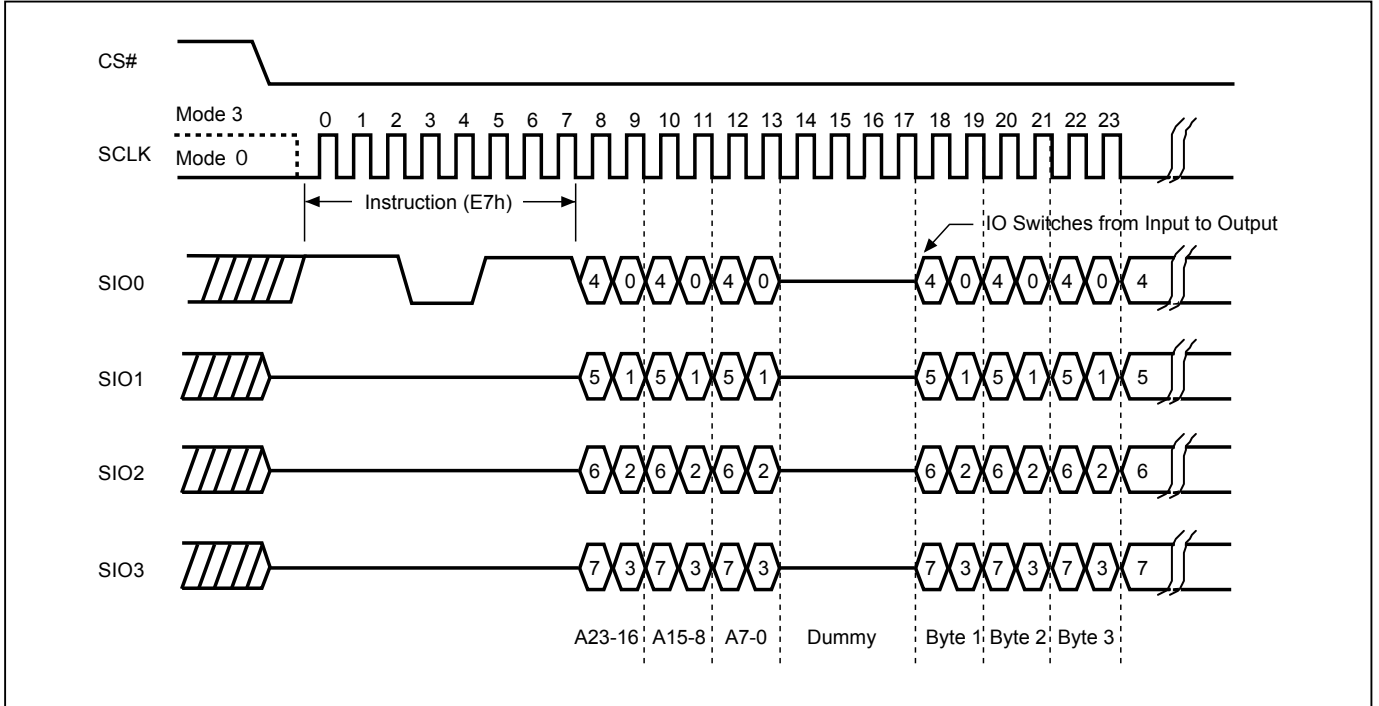 CS#
Mode 3
SCLK
Mode 0
0 1 2 3 4 5 6 7 8 9 10 11 12 13 14 15 16 17 18 19 20 21 22 23
Instruction (E7h)
IO Switches from Input to Output
SIO0
4 0 4 0 4 0 4 0 4 0 4 0 4
SIO1
5 1 5 1 5 1 5 1 5 1 5 1 5
SIO2
6 2 6 2 6 2 6 2 6 2 6 2 6
SIO3
7 3 7 3 7 3 7 3 7 3 7 3 7
A23-16 A15-8 A7-0 Dummy Byte 1 Byte 2 Byte 3